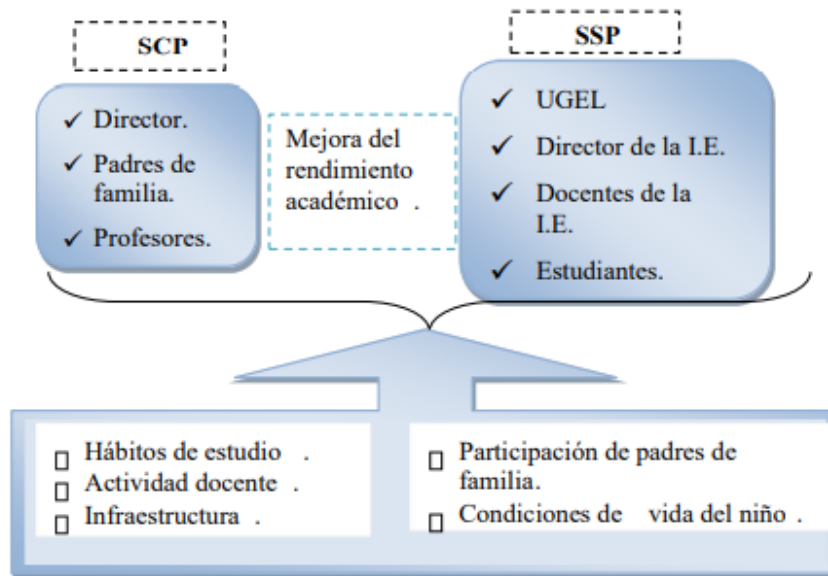 SCP
✓ Director.
✓ Padres de
familia.
✓ Profesores.
Mejora del
rendimiento
académico .
SSP
✓ UGEL
✓ Director de la I.E.
✓ Docentes de la
I.E.
✓ Estudiantes.
▯ Hábitos de estudio .
▯ Actividad docente .
▯ Infraestructura .
▯ Participación de padres de
familia.
▯ Condiciones de vida del niño .